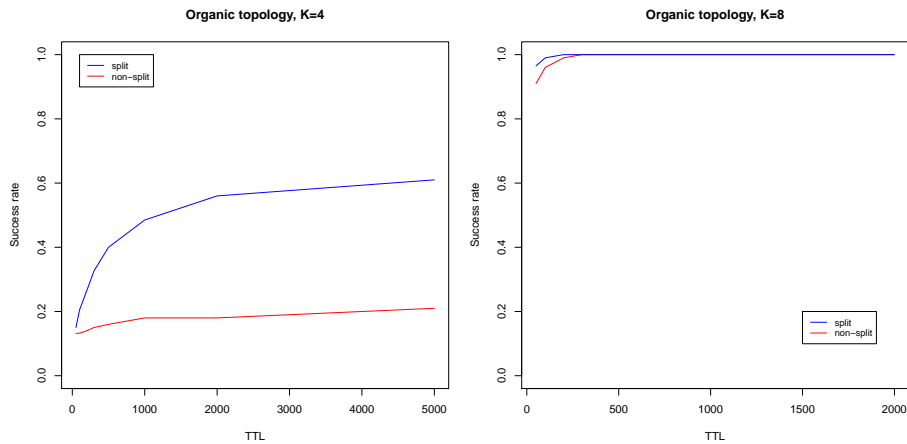 Organic topology, K=4
Success rate
1.0
0.8
0.6
0.4
0.2
0.0
split
non−split
0 1000 2000 3000 4000 5000
TTL
Organic topology, K=8
Success rate
1.0
0.8
0.6
0.4
0.2
0.0
split
non−split
0 500 1000 1500 2000
TTL